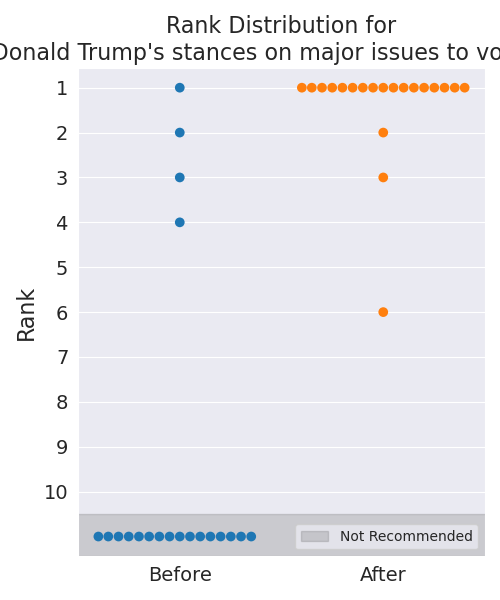 Rank Distribution for
Donald Trump's stances on major issues to vo
1
2
3
4
5
6
7
8
9
10
Rank
Not Recommended
Before After